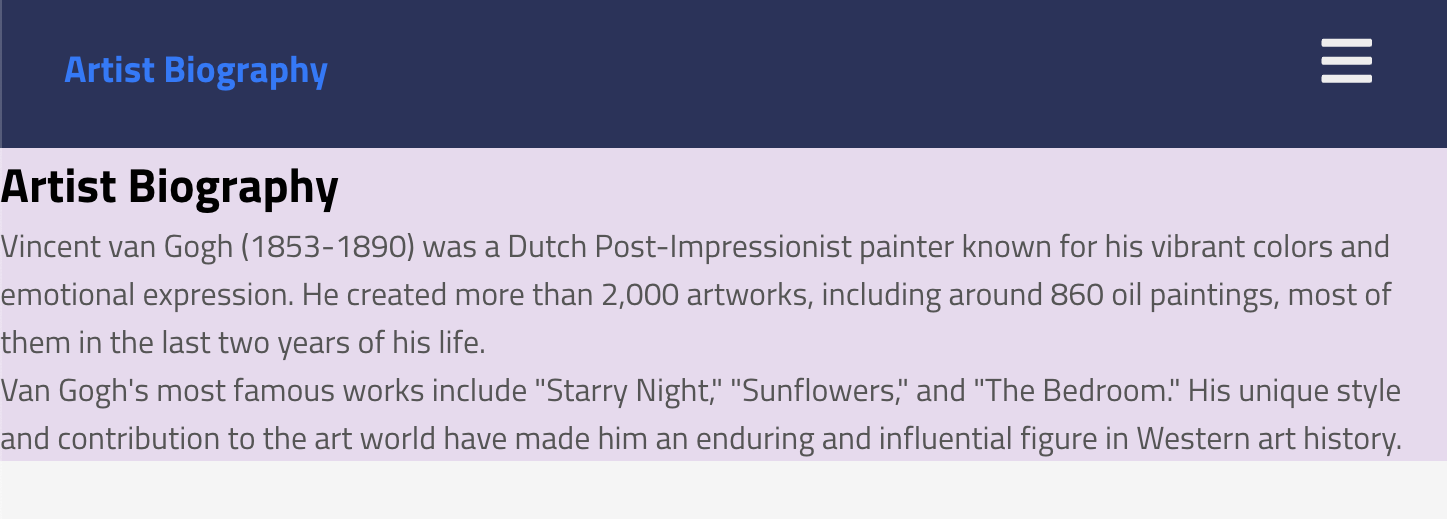 Artist Biography
Artist Biography
Vincent van Gogh (1853-1890) was a Dutch Post-Impressionist painter known for his vibrant colors and
emotional expression. He created more than 2,000 artworks, including around 860 oil paintings, most of
them in the last two years of his life.
Van Gogh's most famous works include "Starry Night," "Sunflowers," and "The Bedroom." His unique style
and contribution to the art world have made him an enduring and influential figure in Western art history.